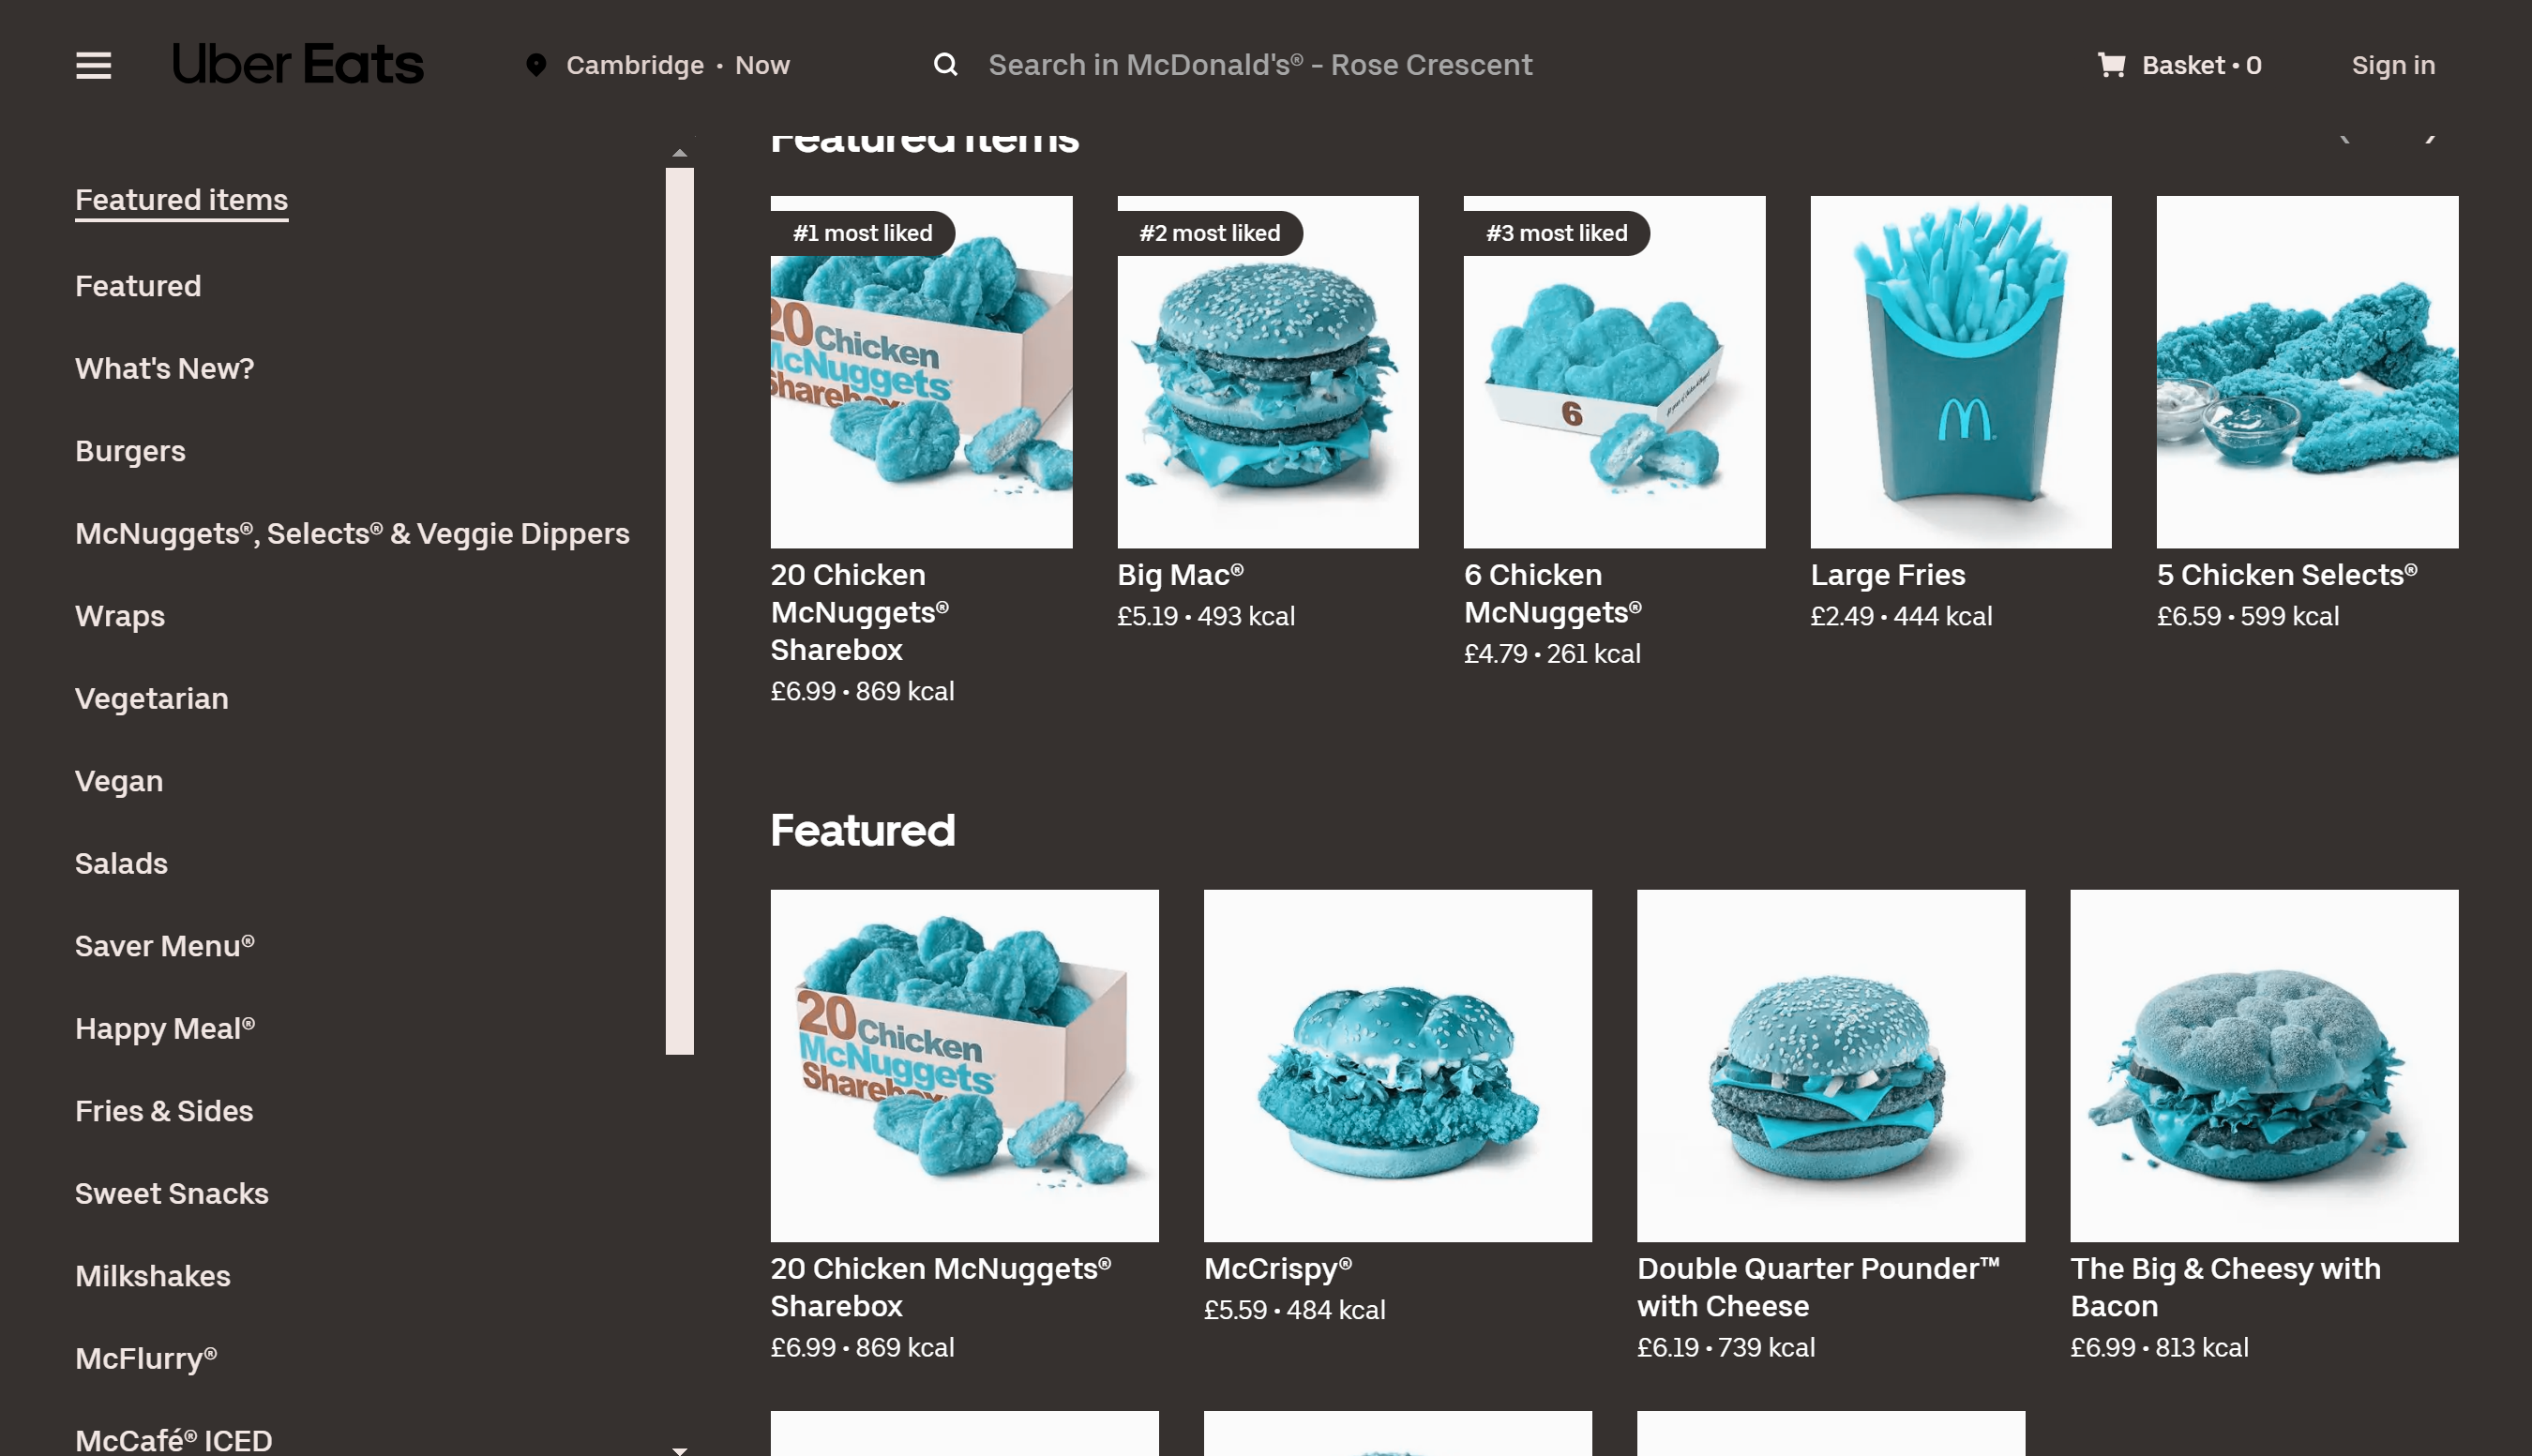 Uber Eats
Cambridge • Now
Search in McDonald's® - Rose Crescent
Basket • 0
Sign in
Featured items
Featured
What's New?
Burgers
McNuggets®, Selects® & Veggie Dippers
Wraps
Vegetarian
Vegan
Salads
Saver Menu®
Happy Meal®
Fries & Sides
Sweet Snacks
Milkshakes
McFlurry®
McCafé® ICED
Featured items
#1 most liked
20 Chicken
McNuggets®
Sharebox
20 Chicken
McNuggets®
Sharebox
£6.99 • 869 kcal
#2 most liked
Big Mac®
£5.19 • 493 kcal
#3 most liked
6
6 Chicken
McNuggets®
£4.79 • 261 kcal
Large Fries
£2.49 • 444 kcal
5 Chicken Selects®
£6.59 • 599 kcal
Featured
20 Chicken
McNuggets®
Sharebox
20 Chicken McNuggets®
Sharebox
£6.99 • 869 kcal
McCrispy®
£5.59 • 484 kcal
Double Quarter Pounder™
with Cheese
£6.19 • 739 kcal
The Big & Cheesy with
Bacon
£6.99 • 813 kcal